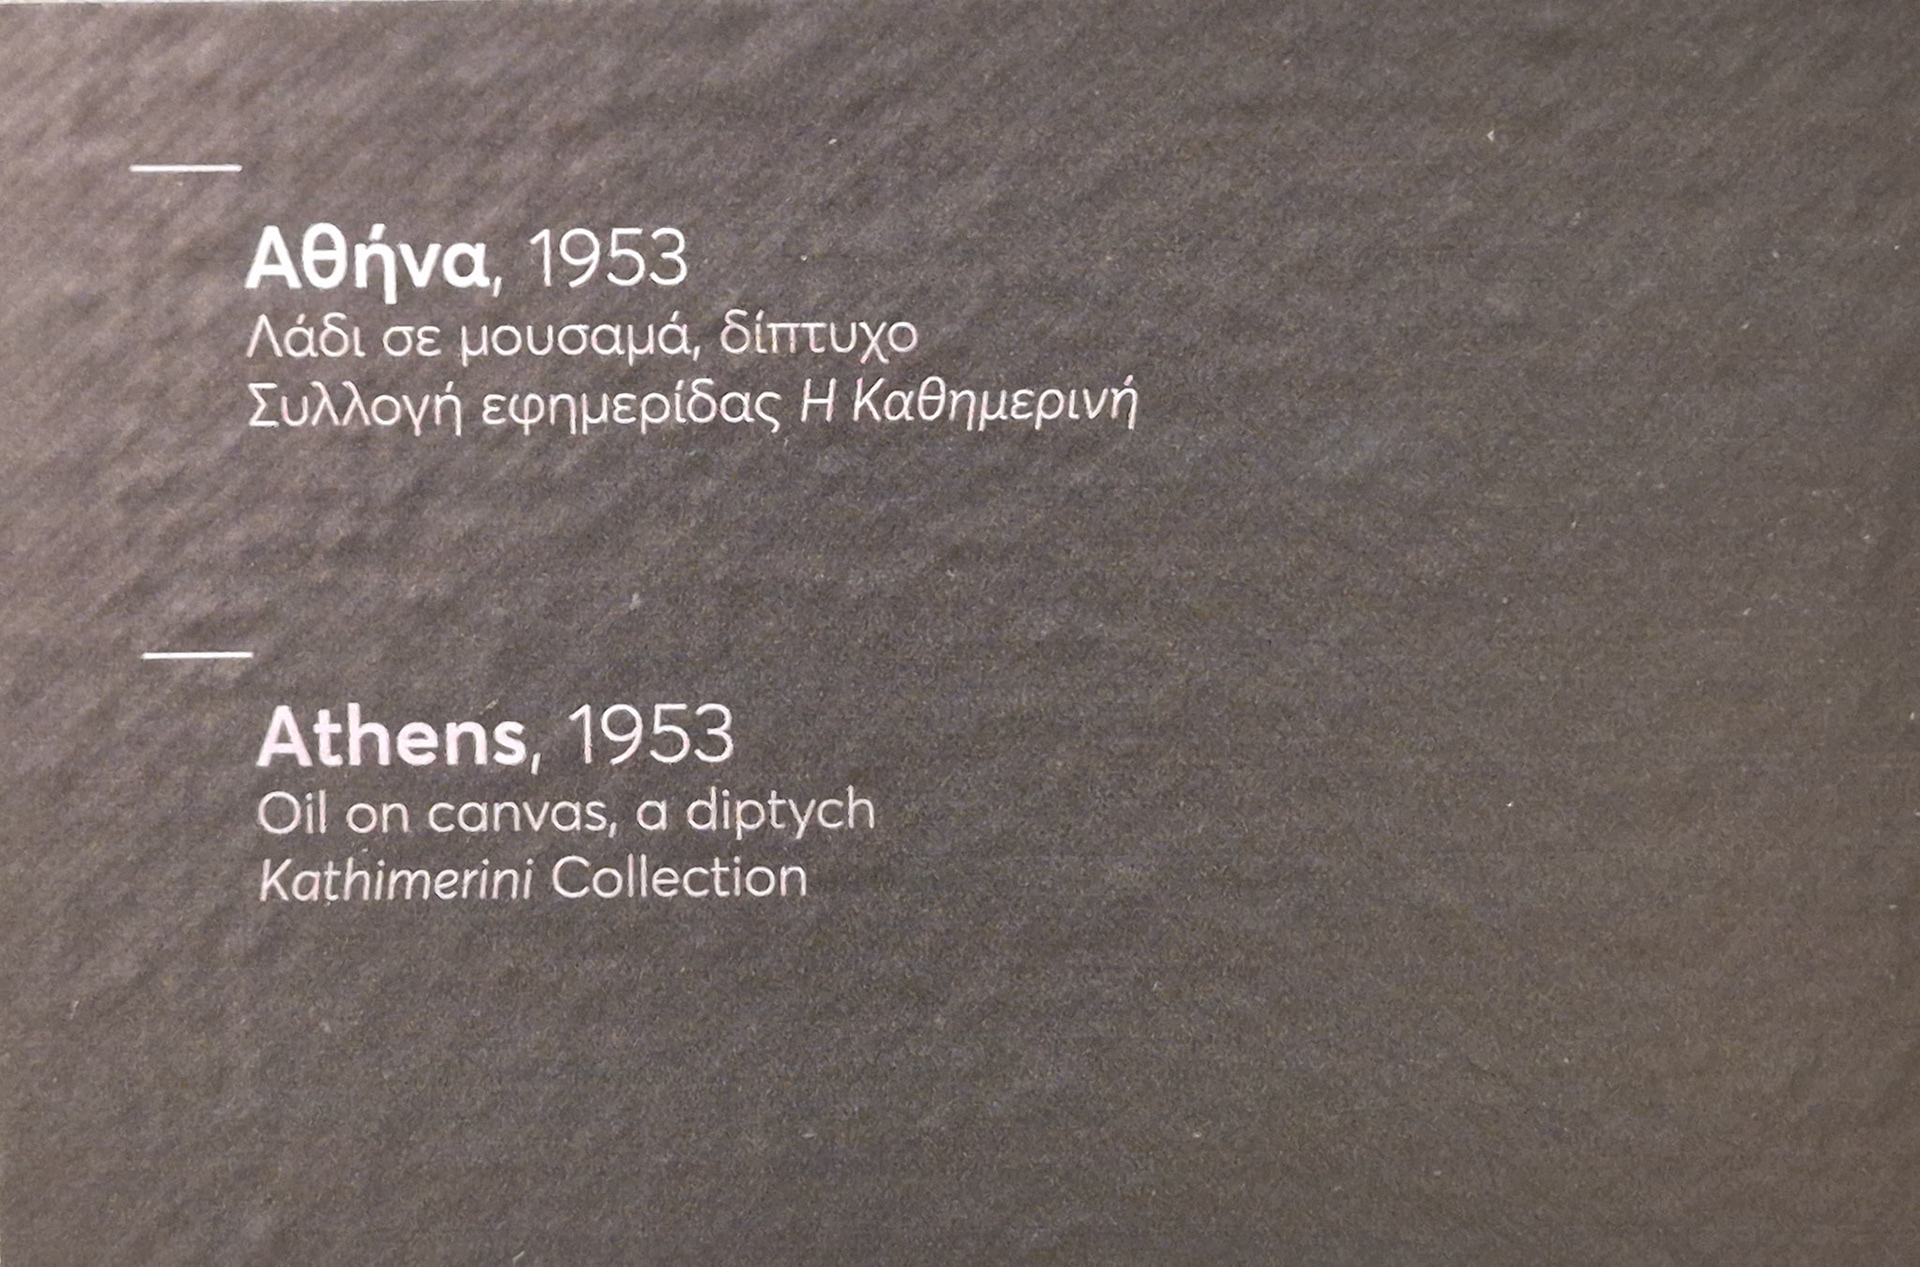 Αθήνα, 1953
Λάδι σε μουσαμά, δίπτυχο
Συλλογή εφημερίδας Η Καθημερινή
Athens, 1953
Oil on canvas, a diptych
Kathimerini Collection